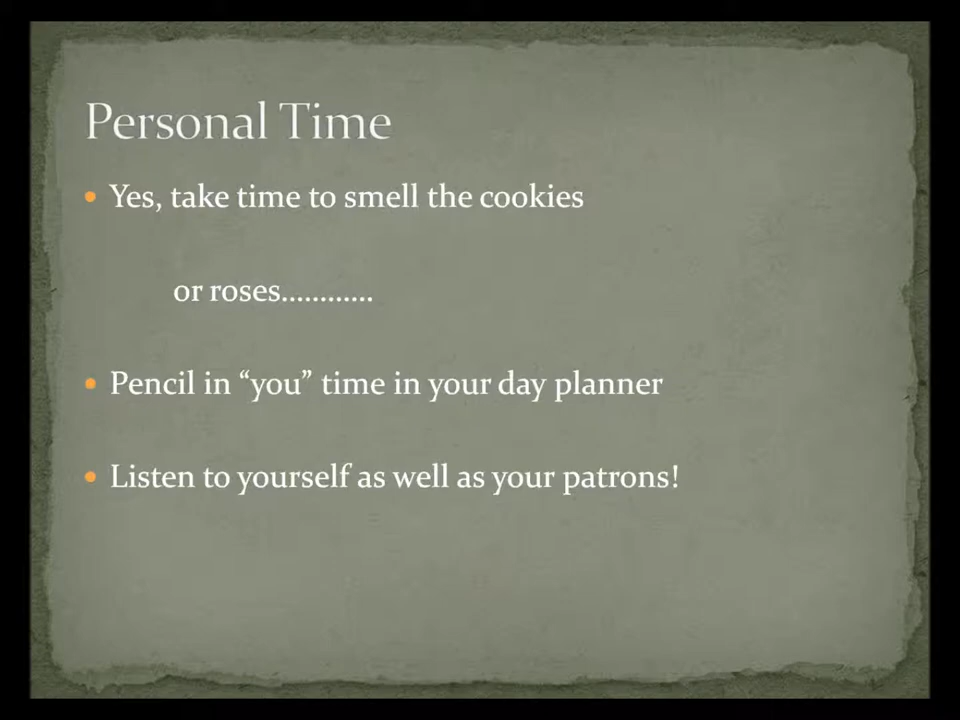 Personal Time
• Yes, take time to smell the cookies
or roses............
• Pencil in “you” time in your day planner
• Listen to yourself as well as your patrons!